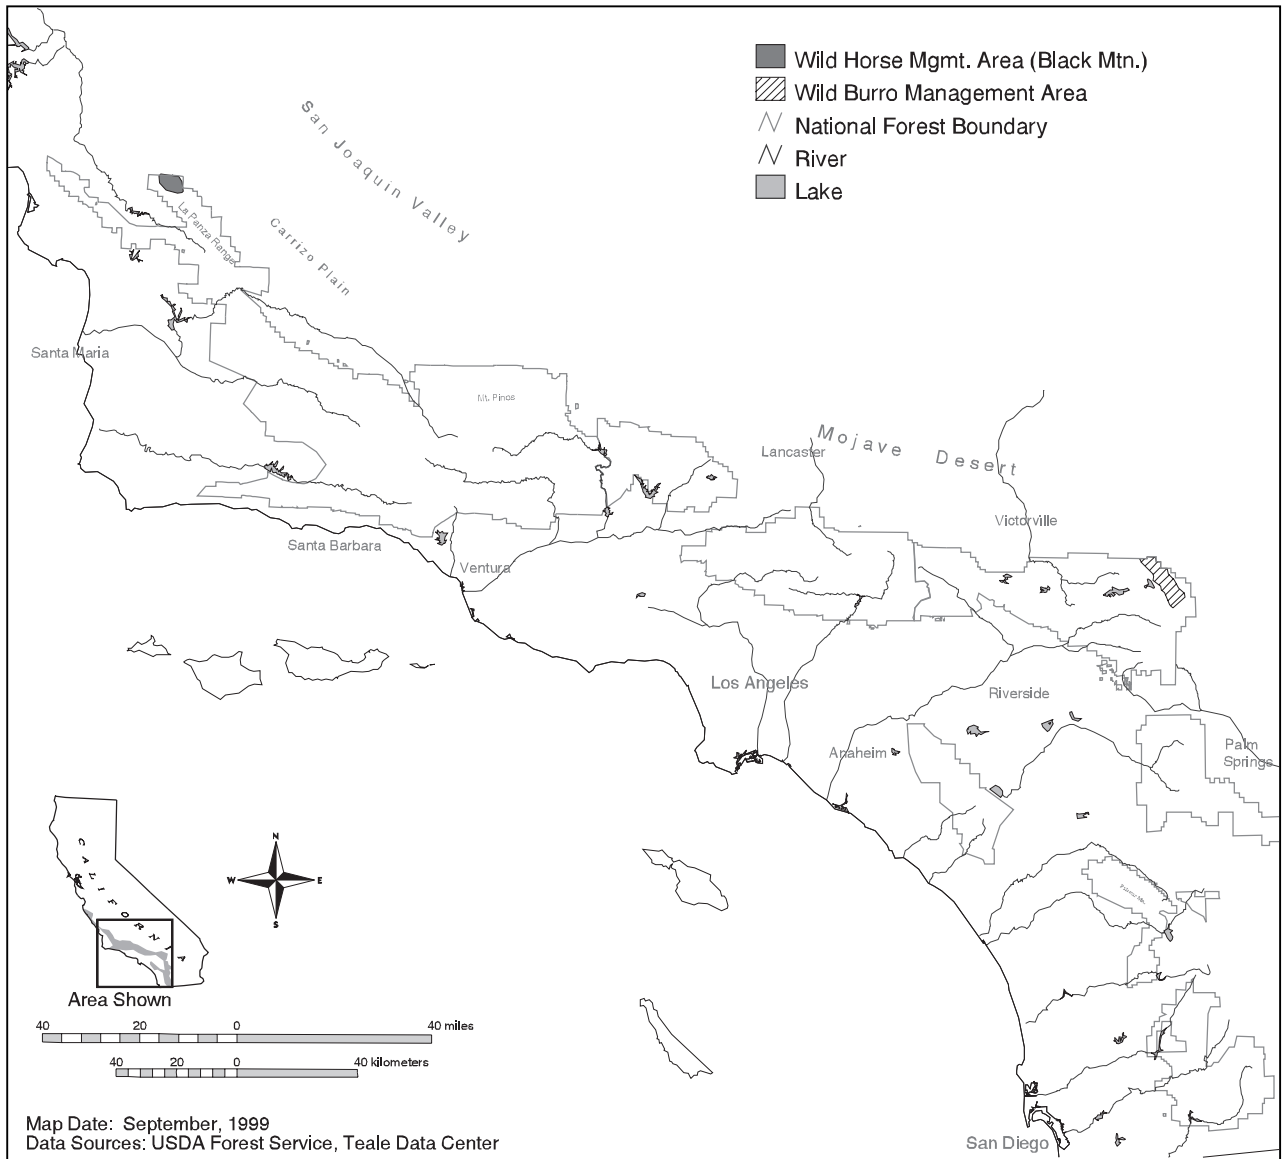 Wild Horse Mgmt. Area (Black Mtn.)
Wild Burro Management Area
National Forest Boundary
River
Lake
San Joaquin Valley
La Panza Range
Carrizo Plain
Santa Maria
Mt. Pinos
Mojave Desert
Lancaster
Victorville
Santa Barbara
Ventura
Los Angeles
Riverside
Anaheim
Palm
Springs
San Diego
CALIFORNIA
N
W E
S
Area Shown
40 20 0 40 miles
40 20 0 40 kilometers
Map Date: September, 1999
Data Sources: USDA Forest Service, Teale Data Center